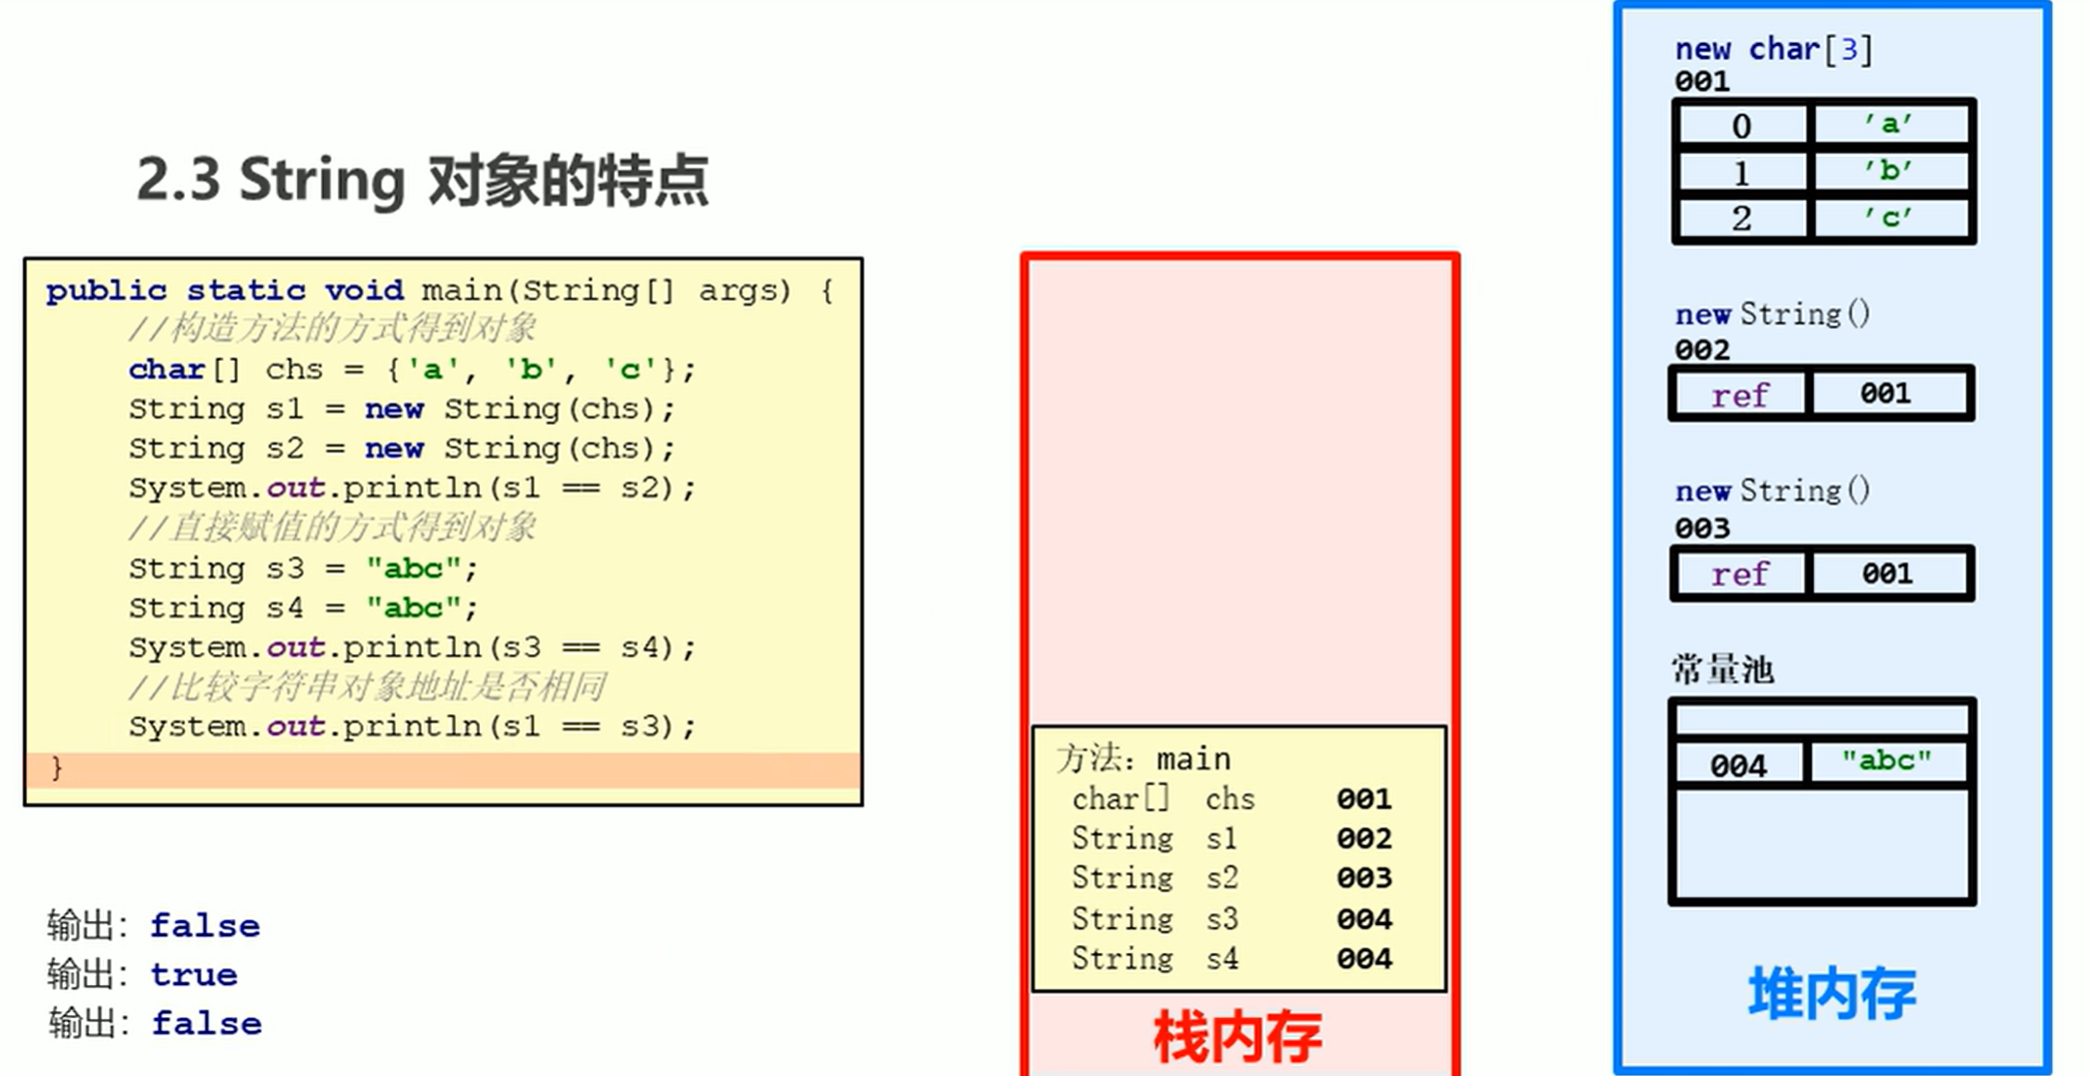 2.3 String 对象的特点
public static void main(String[] args) {
//构造方法的方式得到对象
char[] chs = {'a', 'b', 'c'};
String s1 = new String(chs);
String s2 = new String(chs);
System.out.println(s1 == s2);
//直接赋值的方式得到对象
String s3 = "abc";
String s4 = "abc";
System.out.println(s3 == s4);
//比较字符串对象地址是否相同
System.out.println(s1 == s3);
}
输出：false
输出：true
输出：false
方法：main
char[] chs 001
String s1 002
String s2 003
String s3 004
String s4 004
栈内存
new char[3]
001
0 'a'
1 'b'
2 'c'
new String()
002
ref 001
new String()
003
ref 001
常量池
004 "abc"
堆内存